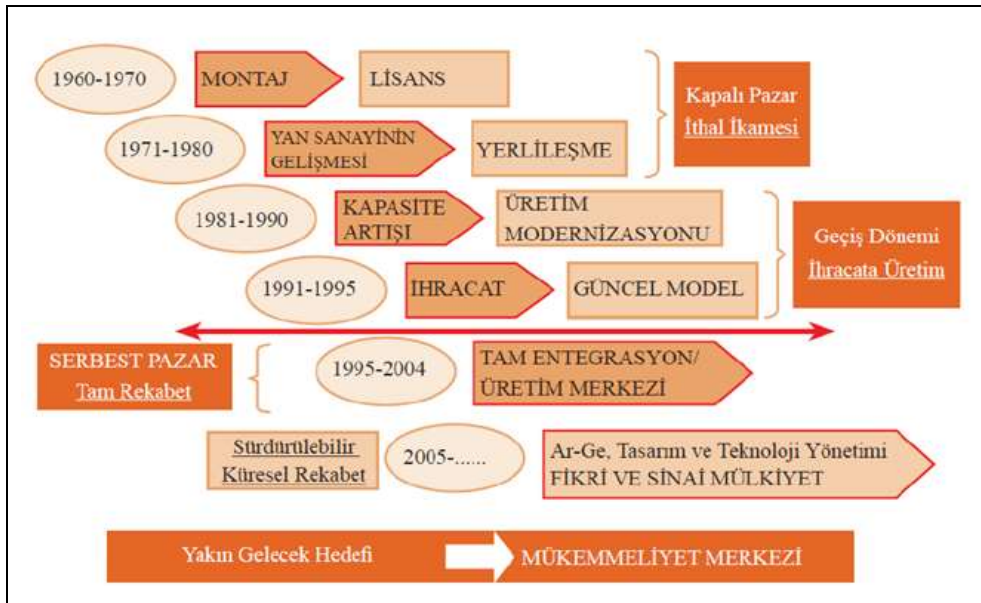 1960-1970
MONTAJ
LİSANS
Kapalı Pazar
İthal İkamesi
1971-1980
YAN SANAYİNİN
GELİŞMESİ
YERLİLEŞME
1981-1990
KAPASİTE
ARTIŞI
ÜRETİM
MODERNİZASYONU
Geçiş Dönemi
İhracata Üretim
1991-1995
İHRACAT
GÜNCEL MODEL
SERBEST PAZAR
Tam Rekabet
1995-2004
TAM ENTEGRASYON/
ÜRETİM MERKEZİ
Sürdürülebilir
Küresel Rekabet
2005-......
Ar-Ge, Tasarım ve Teknoloji Yönetimi
FİKRİ VE SİNAİ MÜLKİYET
Yakın Gelecek Hedefi
MÜKEMMELİYET MERKEZİ